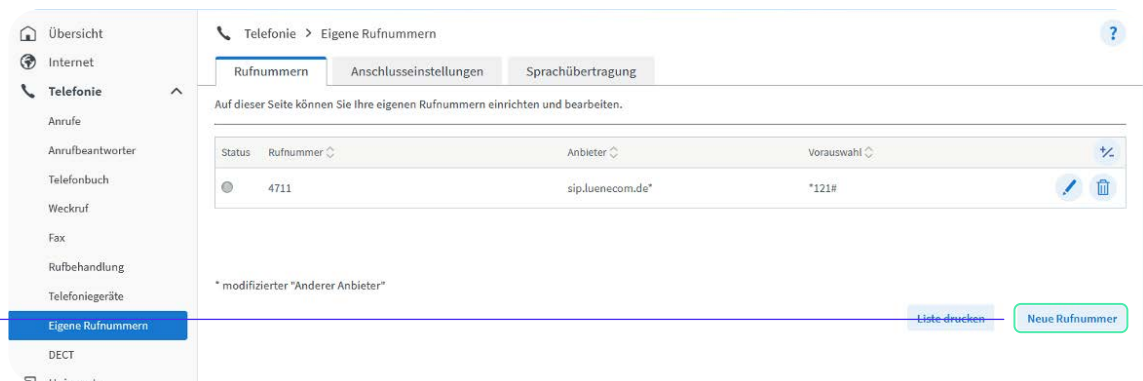 Übersicht
Internet
Telefonie
Anrufe
Anrufbeantworter
Telefonbuch
Weckruf
Fax
Rufbehandlung
Telefoniegeräte
Eigene Rufnummern
DECT
Telefonie > Eigene Rufnummern
?
Rufnummern Anschlusseinstellungen Sprachübertragung
Auf dieser Seite können Sie Ihre eigenen Rufnummern einrichten und bearbeiten.
Status Rufnummer Anbieter Vorauswahl
4711 sip.luenecom.de* *121#
* modifizierter "Anderer Anbieter"
Liste drucken Neue Rufnummer